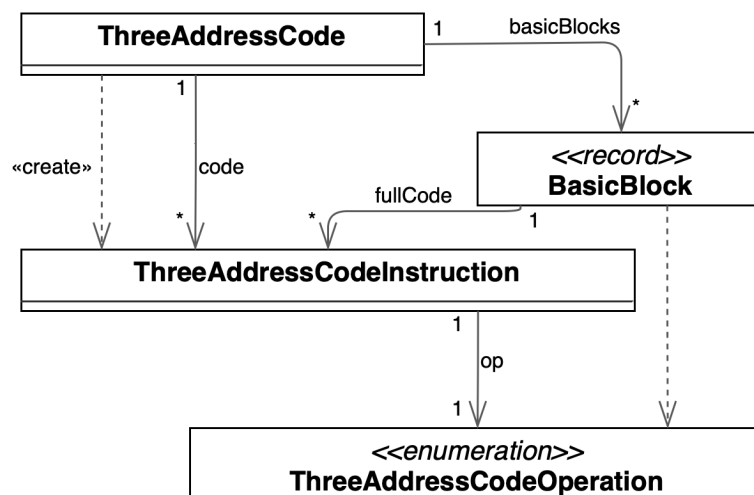 ThreeAddressCode
1
basicBlocks
1
*
«create»
code
<<record>>
BasicBlock
fullCode
*
*
1
ThreeAddressCodeInstruction
1
op
1
<<enumeration>>
ThreeAddressCodeOperation